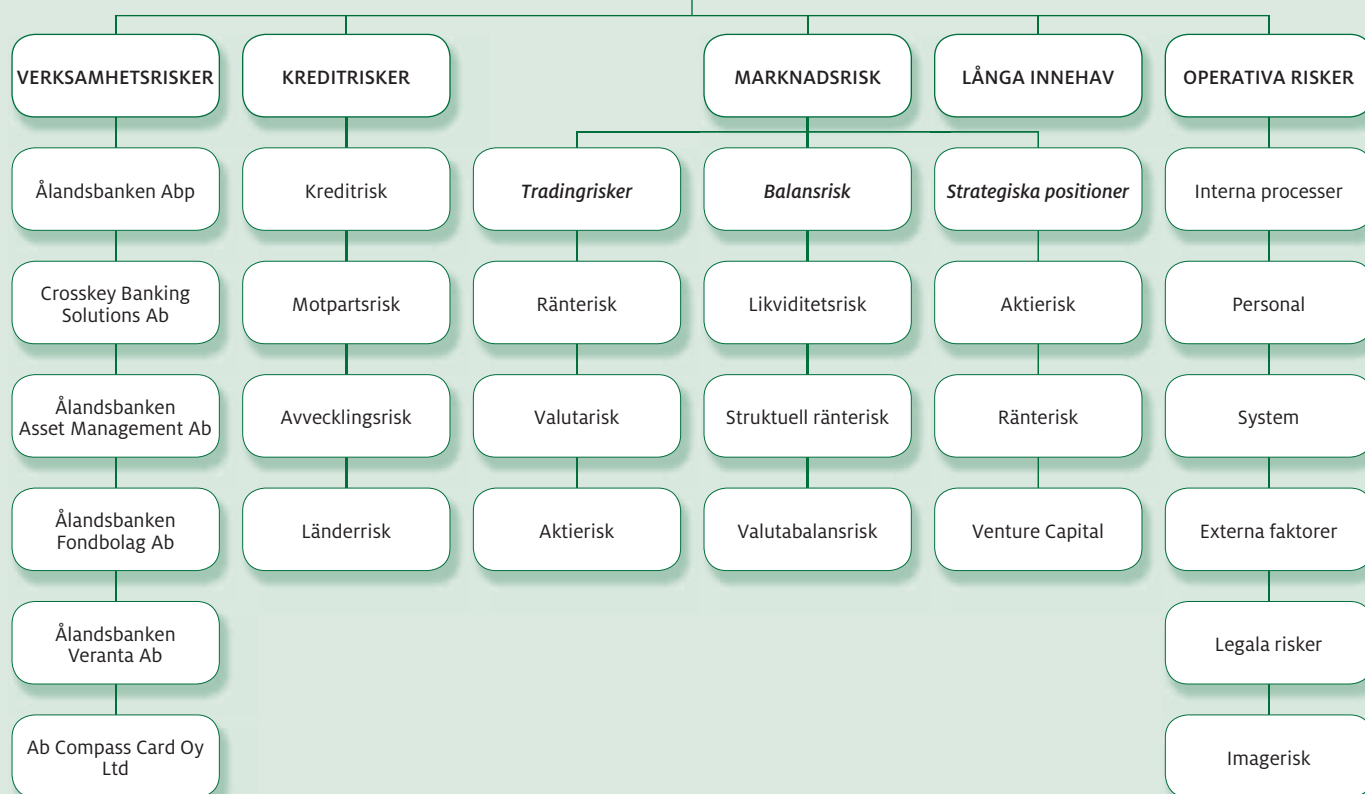 VERKSAMHETSRISKER
KREDITRISKER
MARKNADSRISK
LÅNGA INNEHAV
OPERATIVA RISKER
Ålandsbanken Abp
Kreditrisk
Tradingrisker
Balansrisk
Strategiska positioner
Interna processer
Crosskey Banking
Solutions Ab
Motpartsrisk
Ränterisk
Likviditetsrisk
Aktierisk
Personal
Ålandsbanken
Asset Management Ab
Avvecklingsrisk
Valutarisk
Struktuell ränterisk
Ränterisk
System
Ålandsbanken
Fondbolag Ab
Länderrisk
Aktierisk
Valutabalansrisk
Venture Capital
Externa faktorer
Ålandsbanken
Veranta Ab
Legala risker
Ab Compass Card Oy
Ltd
Imagerisk